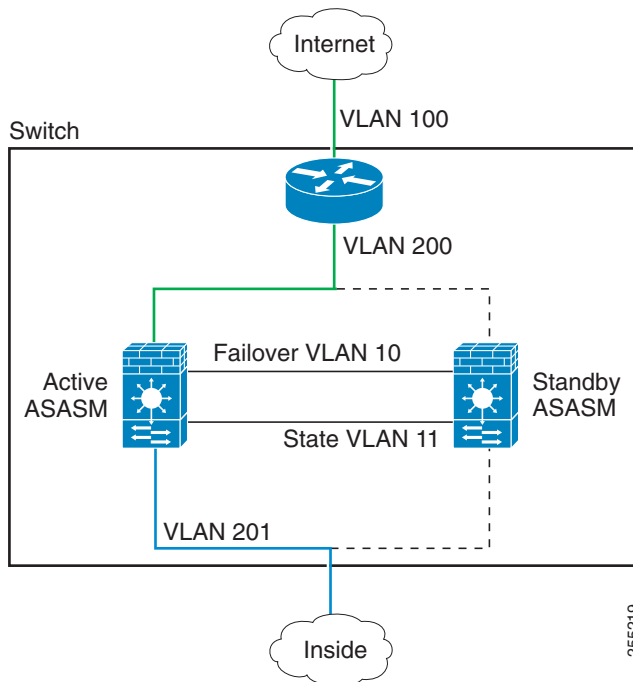 Internet
VLAN 100
Switch
VLAN 200
Failover VLAN 10
Active
ASASM
Standby
ASASM
State VLAN 11
VLAN 201
Inside
255219